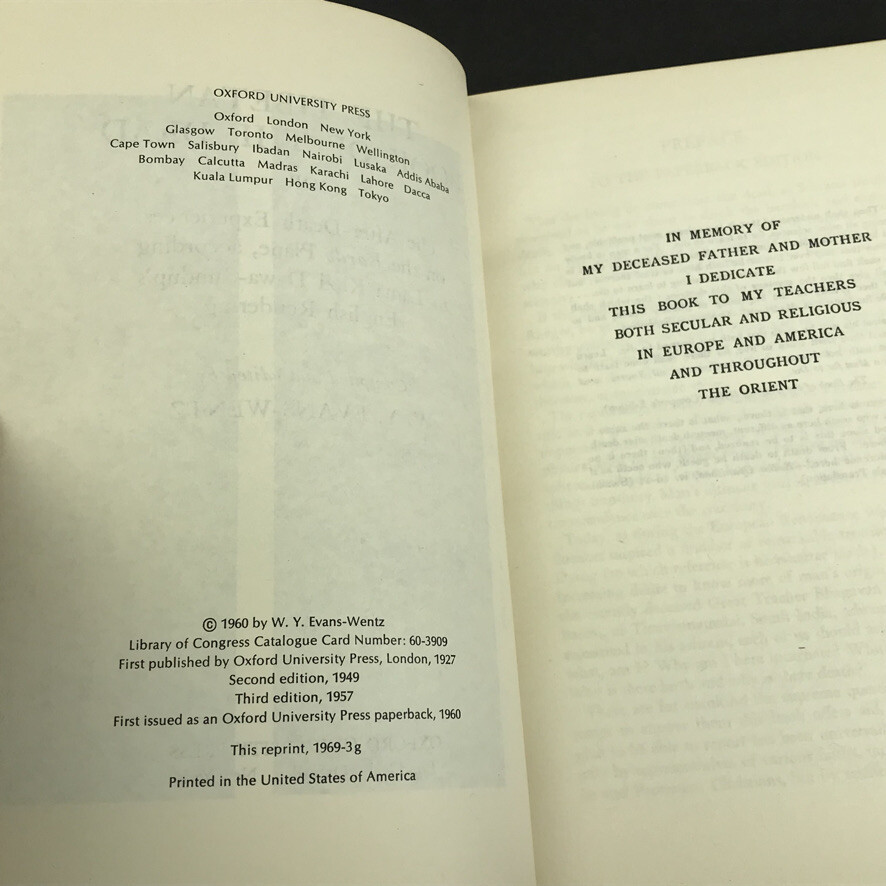 OXFORD UNIVERSITY PRESS
Oxford London New York
Glasgow Toronto Melbourne Wellington
Cape Town Salisbury Ibadan Nairobi Lusaka Addis Ababa
Bombay Calcutta Madras Karachi Lahore Dacca
Kuala Lumpur Hong Kong Tokyo
© 1960 by W. Y. Evans-Wentz
Library of Congress Catalogue Card Number: 60-3909
First published by Oxford University Press, London, 1927
Second edition, 1949
Third edition, 1957
First issued as an Oxford University Press paperback, 1960
This reprint, 1969-3g
Printed in the United States of America
IN MEMORY OF
MY DECEASED FATHER AND MOTHER
I DEDICATE
THIS BOOK TO MY TEACHERS
BOTH SECULAR AND RELIGIOUS
IN EUROPE AND AMERICA
AND THROUGHOUT
THE ORIENT